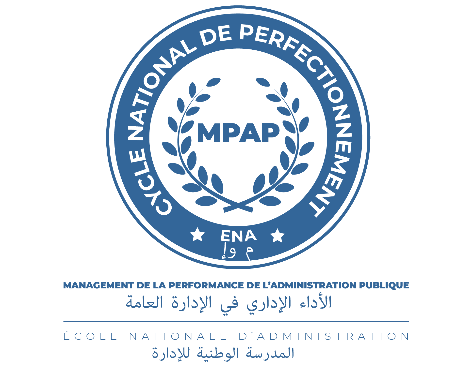 CYCLE NATIONAL DE PERFECTIONNEMENT
MPAP
ENA
م و إ
MANAGEMENT DE LA PERFORMANCE DE L'ADMINISTRATION PUBLIQUE
الأداء الإداري في الإدارة العامة
ÉCOLE NATIONALE D'ADMINISTRATION
المدرسة الوطنية للإدارة